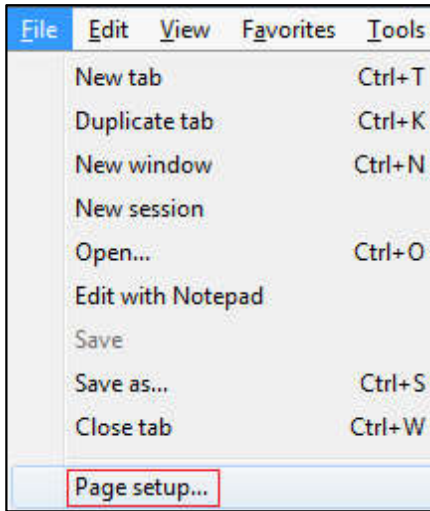 File Edit View Favorites Tools
New tab Ctrl+T
Duplicate tab Ctrl+K
New window Ctrl+N
New session
Open... Ctrl+O
Edit with Notepad
Save
Save as... Ctrl+S
Close tab Ctrl+W
Page setup...